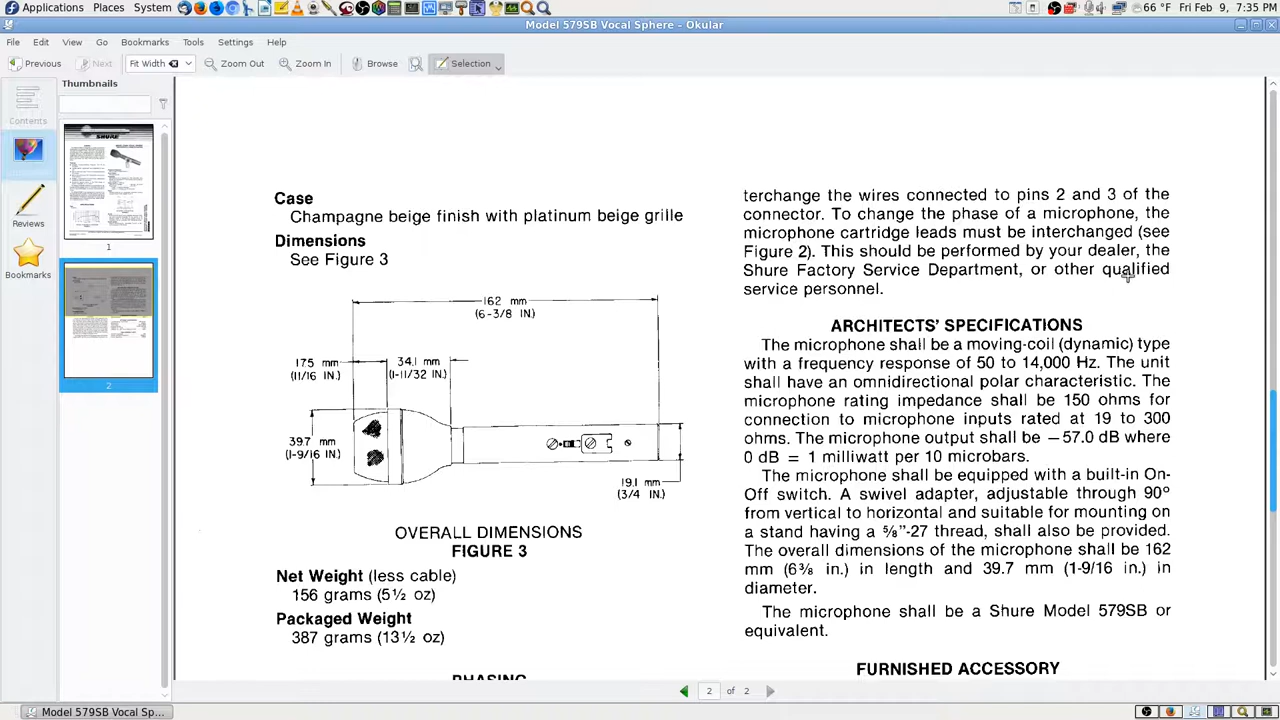 Applications Places System
66 °F Fri Feb 9, 7:35 PM
Model 579SB Vocal Sphere - Okular
File Edit View Go Bookmarks Tools Settings Help
Previous Next Fit Width Zoom Out Zoom In Browse Selection
Thumbnails
Contents
Reviews
Bookmarks
SHURE
1
2
Case
Champagne beige finish with platinum beige grille
Dimensions
See Figure 3
162 mm
(6-3/8 IN.)
17.5 mm
(11/16 IN.)
34.1 mm
(1-11/32 IN.)
39.7 mm
(1-9/16 IN.)
19.1 mm
(3/4 IN.)
OVERALL DIMENSIONS
FIGURE 3
Net Weight (less cable)
156 grams (5½ oz)
Packaged Weight
387 grams (13½ oz)
PHASING
terchange the wires connected to pins 2 and 3 of the
connector. To change the phase of a microphone, the
microphone cartridge leads must be interchanged (see
Figure 2). This should be performed by your dealer, the
Shure Factory Service Department, or other qualified
service personnel.
ARCHITECTS' SPECIFICATIONS
The microphone shall be a moving-coil (dynamic) type
with a frequency response of 50 to 14,000 Hz. The unit
shall have an omnidirectional polar characteristic. The
microphone rating impedance shall be 150 ohms for
connection to microphone inputs rated at 19 to 300
ohms. The microphone output shall be −57.0 dB where
0 dB = 1 milliwatt per 10 microbars.
The microphone shall be equipped with a built-in On-
Off switch. A swivel adapter, adjustable through 90°
from vertical to horizontal and suitable for mounting on
a stand having a ⅝"-27 thread, shall also be provided.
The overall dimensions of the microphone shall be 162
mm (6⅜ in.) in length and 39.7 mm (1-9/16 in.) in
diameter.
The microphone shall be a Shure Model 579SB or
equivalent.
FURNISHED ACCESSORY
2 of 2
Model 579SB Vocal Sp...